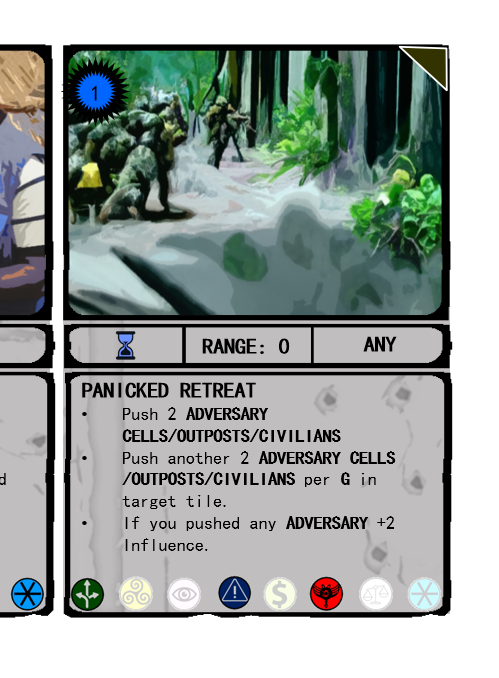 1
RANGE: 0
ANY
d
PANICKED RETREAT
• Push 2 ADVERSARY
CELLS/OUTPOSTS/CIVILIANS
• Push another 2 ADVERSARY CELLS
/OUTPOSTS/CIVILIANS per G in
target tile.
• If you pushed any ADVERSARY +2
Influence.
$